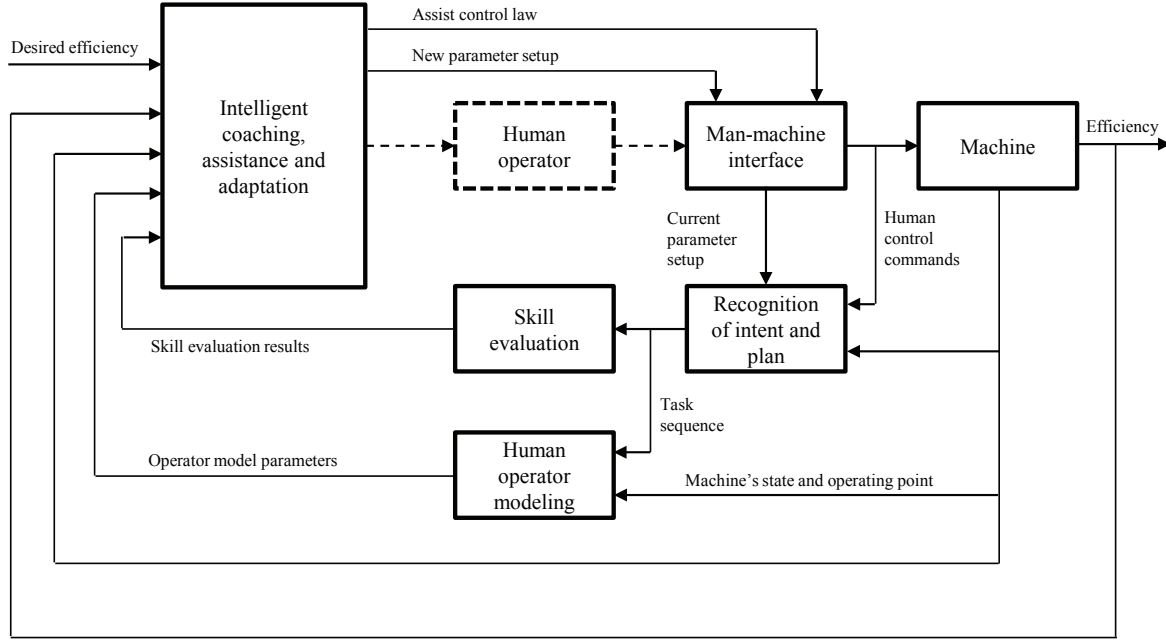 Assist control law
Desired efficiency
New parameter setup
Intelligent
coaching,
assistance and
adaptation
Human
operator
Man-machine
interface
Machine
Efficiency
Current
parameter
setup
Human
control
commands
Skill
evaluation
Recognition
of intent and
plan
Skill evaluation results
Task
sequence
Human
operator
modeling
Operator model parameters
Machine's state and operating point